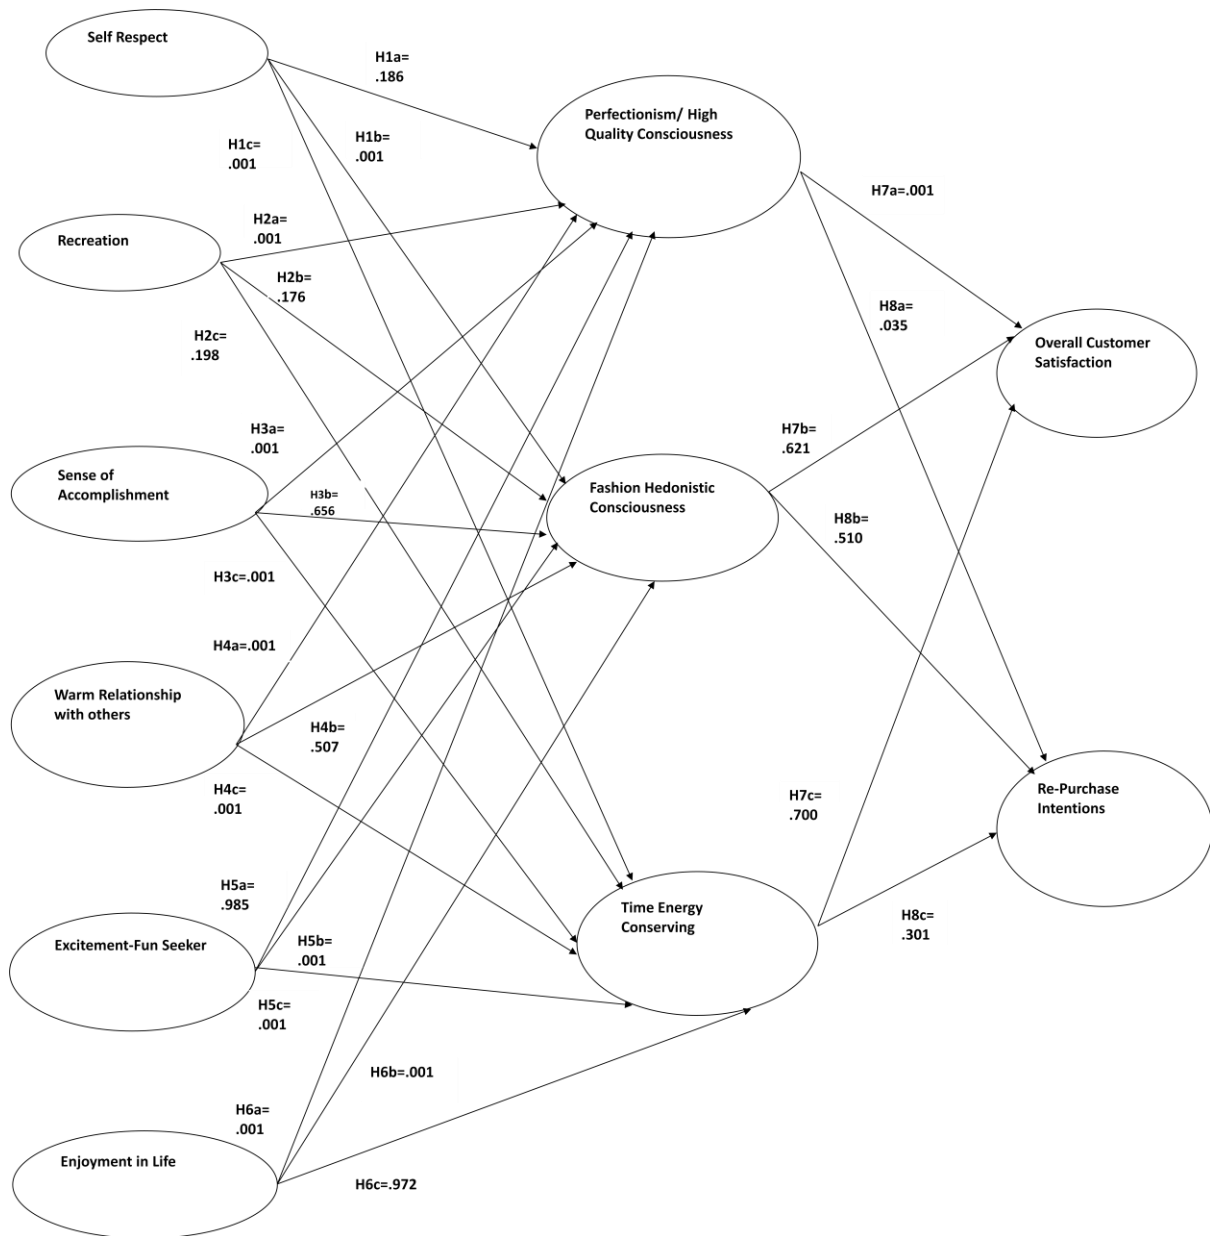 Self Respect
H1a=
.186
Perfectionism/ High
Quality Consciousness
H1c=
.001
H1b=
.001
H7a=.001
Recreation
H2a=
.001
H2b=
.176
H2c=
.198
H8a=
.035
Overall Customer
Satisfaction
H3a=
.001
H7b=
.621
Sense of
Accomplishment
H3b=
.656
Fashion Hedonistic
Consciousness
H8b=
.510
H3c=.001
H4a=.001
Warm Relationship
with others
H4b=
.507
H4c=
.001
H7c=
.700
Re-Purchase
Intentions
H5a=
.985
Time Energy
Conserving
H8c=
.301
Excitement-Fun Seeker
H5b=
.001
H5c=
.001
H6b=.001
H6a=
.001
Enjoyment in Life
H6c=.972